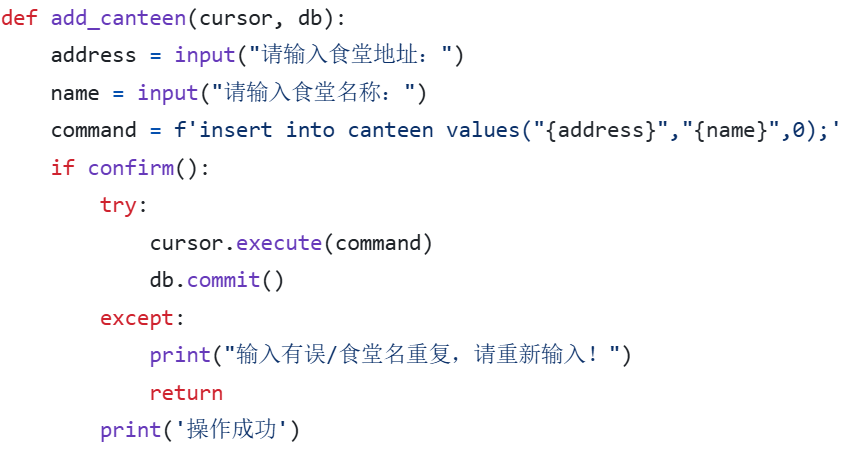 def add_canteen(cursor, db):
    address = input("请输入食堂地址：")
    name = input("请输入食堂名称：")
    command = f'insert into canteen values("{address}","{name}",0);'
    if confirm():
        try:
            cursor.execute(command)
            db.commit()
        except:
            print("输入有误/食堂名重复，请重新输入！")
            return
        print('操作成功')